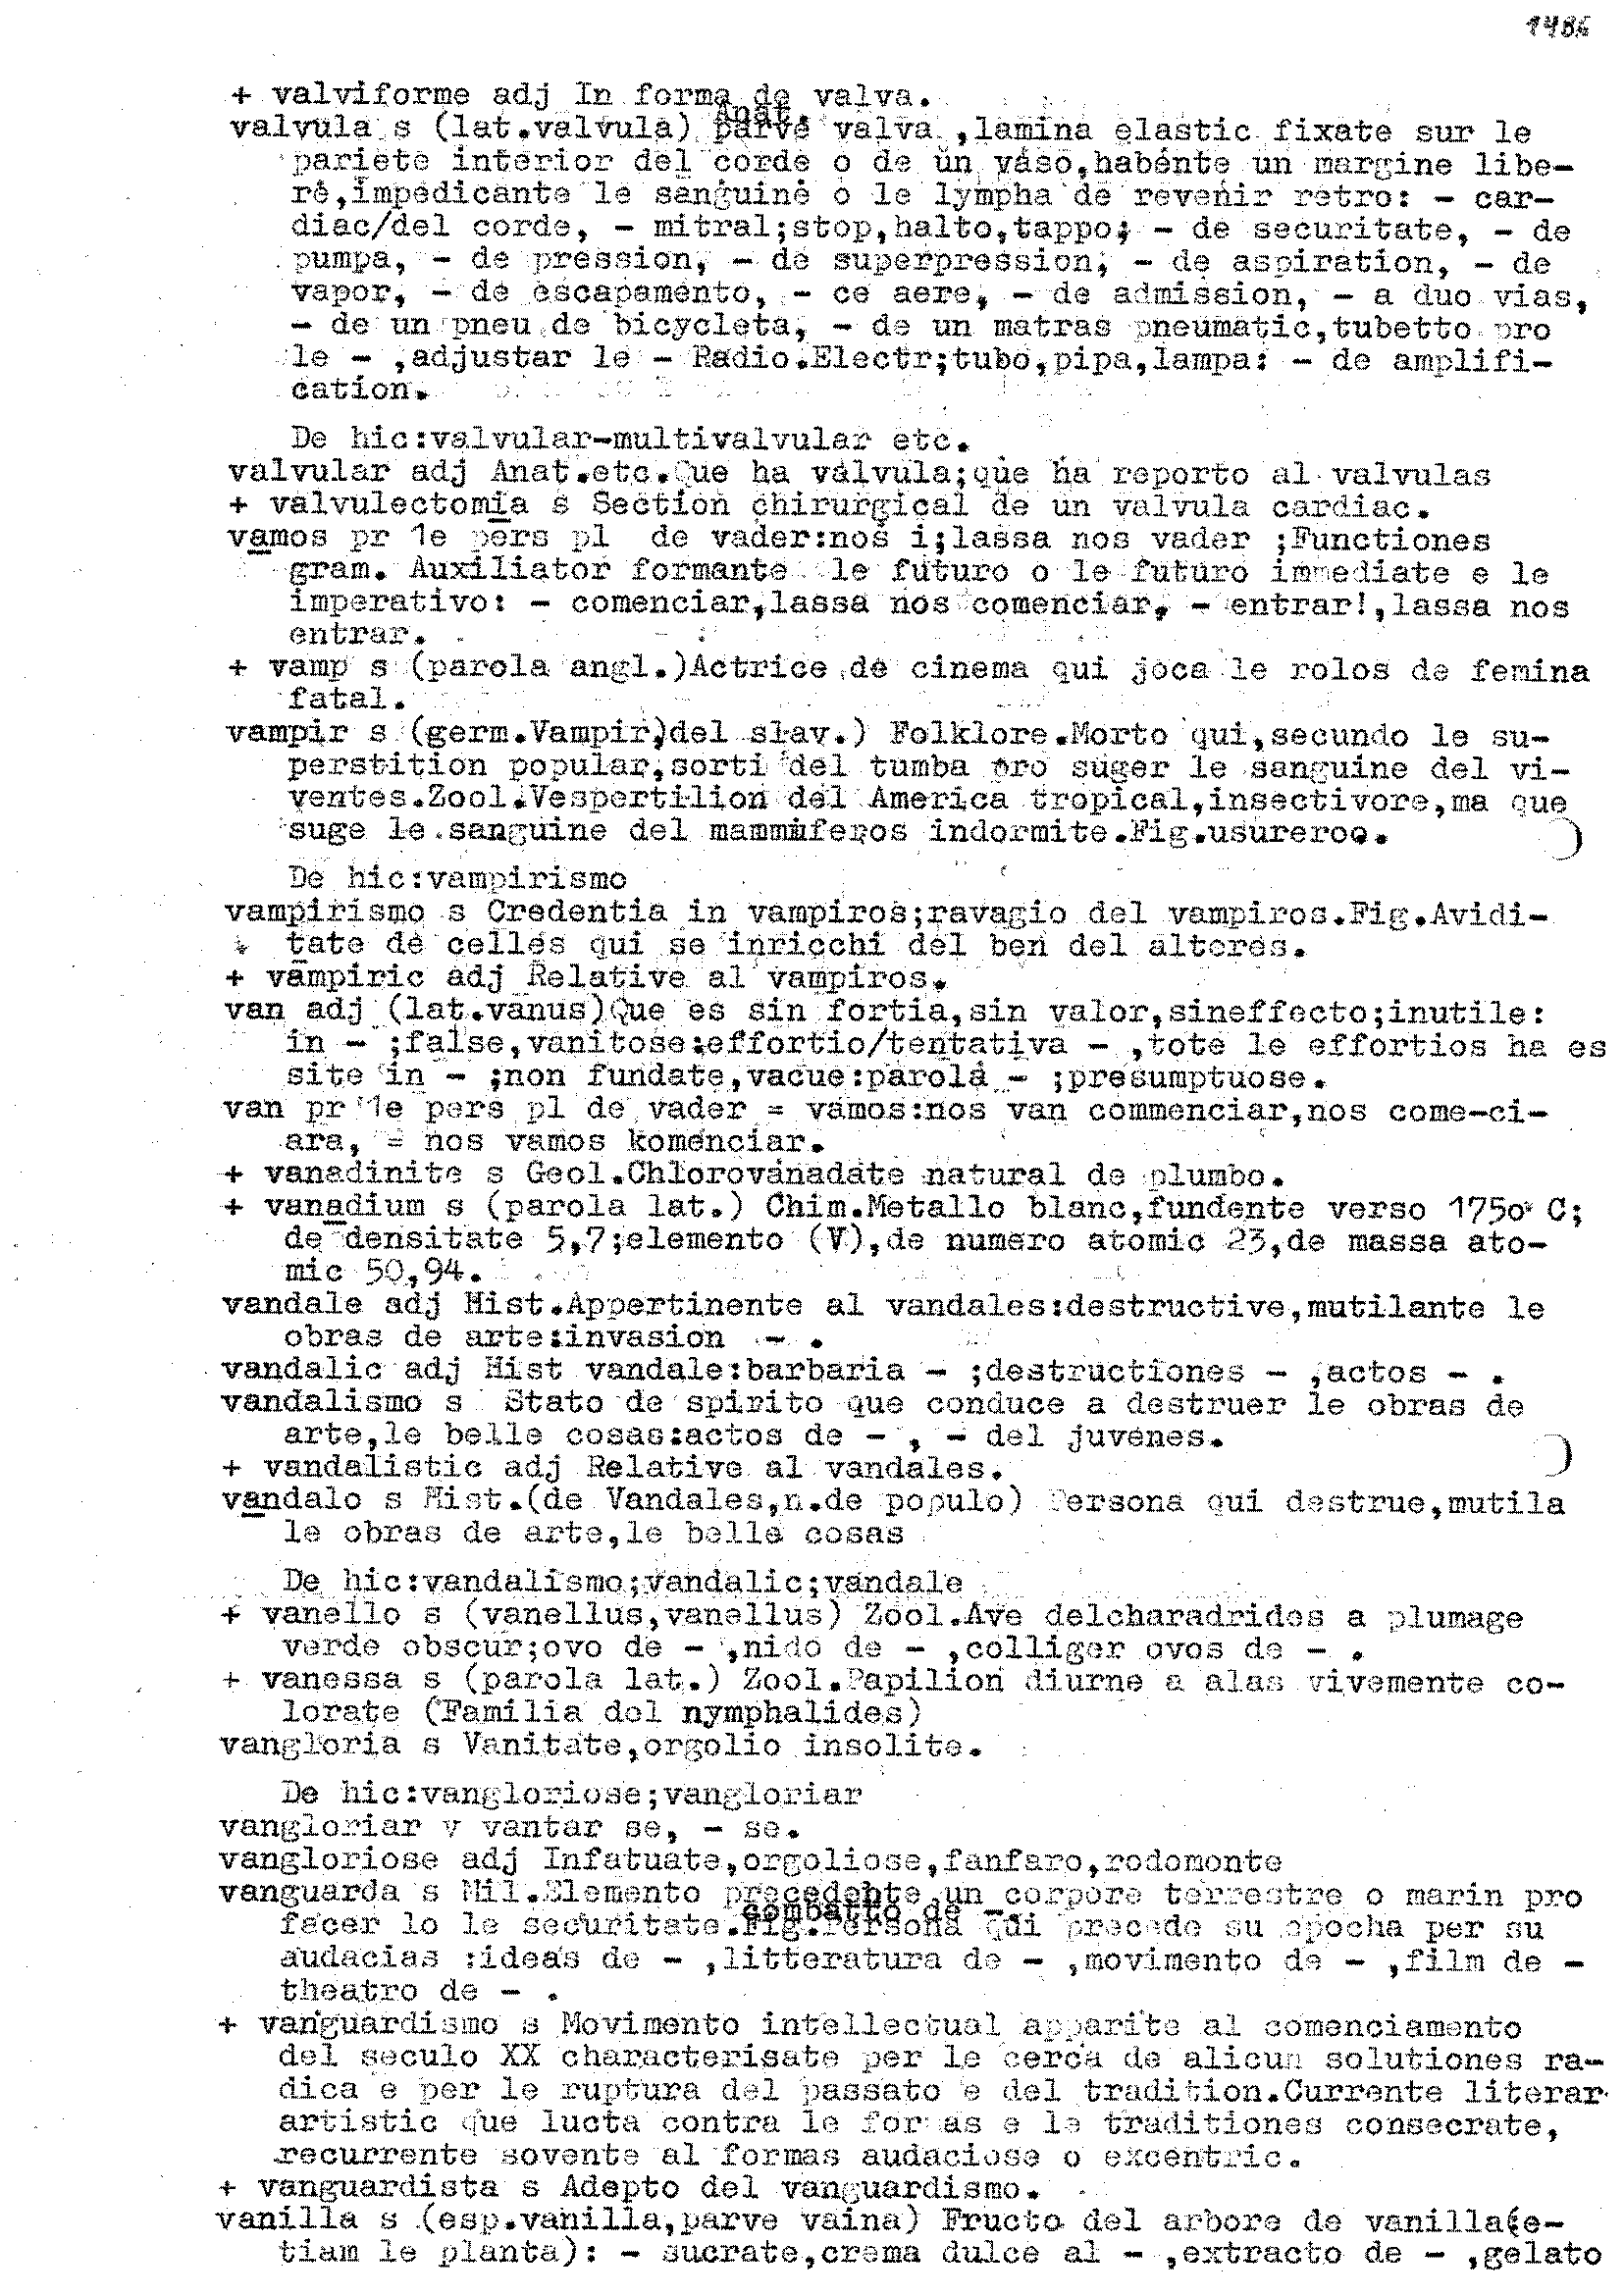 1486
+ valviforme adj In forma de valva.
Anat.
valvula s (lat.valvula) parve valva ,lamina elastic fixate sur le
pariete interior del corde o de un vaso,habente un margine libe-
re,impedicante le sanguine o le lympha de revenir retro: - car-
diac/del corde, - mitral;stop,halto,tappo; - de securitate, - de
pumpa, - de pression, - de superpression, - de aspiration, - de
vapor, - de escapamento, - ce aere, - de admission, - a duo vias,
- de un pneu de bicycleta, - de un matras pneumatic,tubetto pro
le - ,adjustar le - Radio.Electr;tubo,pipa,lampa: - de amplifi-
cation.
De hic:valvular-multivalvular etc.
valvular adj Anat.etc.Que ha valvula;que ha reporto al valvulas
+ valvulectomia s Section chirurgical de un valvula cardiac.
vamos pr 1e pers pl de vader:nos i;lassa nos vader ;Functiones
gram. Auxiliator formante le futuro o le futuro immediate e le
imperativo: - comenciar,lassa nos comenciar, - entrar!,lassa nos
entrar.
+ vamp s (parola angl.)Actrice de cinema qui joca le rolos de femina
fatal.
vampir s (germ.Vampir)del slav.) Folklore.Morto qui,secundo le su-
perstition popular,sorti del tumba pro suger le sanguine del vi-
ventes.Zool.Vespertilion del America tropical,insectivore,ma que
suge le sanguine del mammiferos indormite.Fig.usureroo.
De hic:vampirismo
vampirismo s Credentia in vampiros;ravagio del vampiros.Fig.Avidi-
tate de celles qui se inricchi del ben del alteres.
+ vampiric adj Relative al vampiros.
van adj (lat.vanus)Que es sin fortia,sin valor,sineffecto;inutile:
in - ;false,vanitose:effortio/tentativa - ,tote le effortios ha es
site in - ;non fundate,vacue:parola - ;presumptuose.
van pr 1e pers pl de vader = vamos:nos van commenciar,nos come-ci-
ara, = nos vamos komenciar.
+ vanadinite s Geol.Chlorovanadate natural de plumbo.
+ vanadium s (parola lat.) Chim.Metallo blanc,fundente verso 175o° C;
de densitate 5,7;elemento (V),de numero atomic 23,de massa ato-
mic 50,94.
vandale adj Hist.Appertinente al vandales:destructive,mutilante le
obras de arte:invasion - .
vandalic adj Hist vandale:barbaria - ;destructiones - ,actos - .
vandalismo s Stato de spirito que conduce a destruer le obras de
arte,le belle cosas:actos de - , - del juvenes.
+ vandalistic adj Relative al vandales.
vandalo s Hist.(de Vandales,n.de populo) Persona qui destrue,mutila
le obras de arte,le belle cosas
De hic:vandalismo;vandalic;vandale
+ vanello s (vanellus,vanellus) Zool.Ave delcharadrides a plumage
verde obscur;ovo de - ,nido de - ,colliger ovos de - .
+ vanessa s (parola lat.) Zool.Papilion diurne a alas vivemente co-
lorate (Familia del nymphalides)
vangloria s Vanitate,orgolio insolite.
De hic:vangloriose;vangloriar
vangloriar v vantar se, - se.
vangloriose adj Infatuate,orgoliose,fanfaro,rodomonte
vanguarda s Mil.Elemento precedente un corpore terrestre o marin pro
combatto de -.
facer lo le securitate.Fig.Persona qui precede su epocha per su
audacias :ideas de - ,litteratura de - ,movimento de - ,film de -
theatro de - .
+ vanguardismo s Movimento intellectual apparite al comenciamento
del seculo XX characterisate per le cerca de alicun solutiones ra-
dica e per le ruptura del passato e del tradition.Currente literar
artistic que lucta contra le for as e le traditiones consecrate,
recurrente sovente al formas audaciose o excentric.
+ vanguardista s Adepto del vanguardismo.
vanilla s (esp.vanilla,parve vaina) Fructo del arbore de vanilla(e-
tiam le planta): - sucrate,crema dulce al - ,extracto de - ,gelato